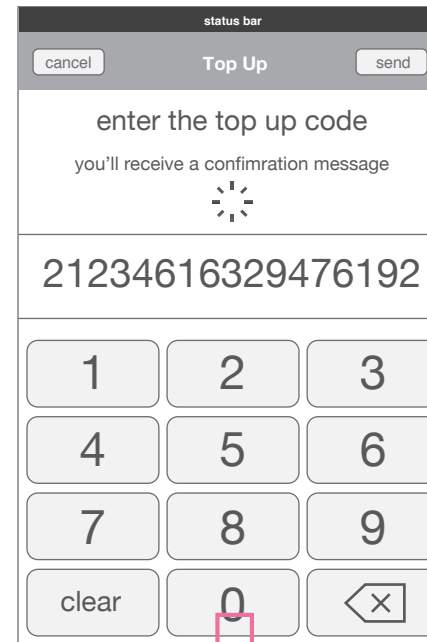 status bar
cancel Top Up send
enter the top up code
you'll receive a confimration message
21234616329476192
1 2 3
4 5 6
7 8 9
clear 0